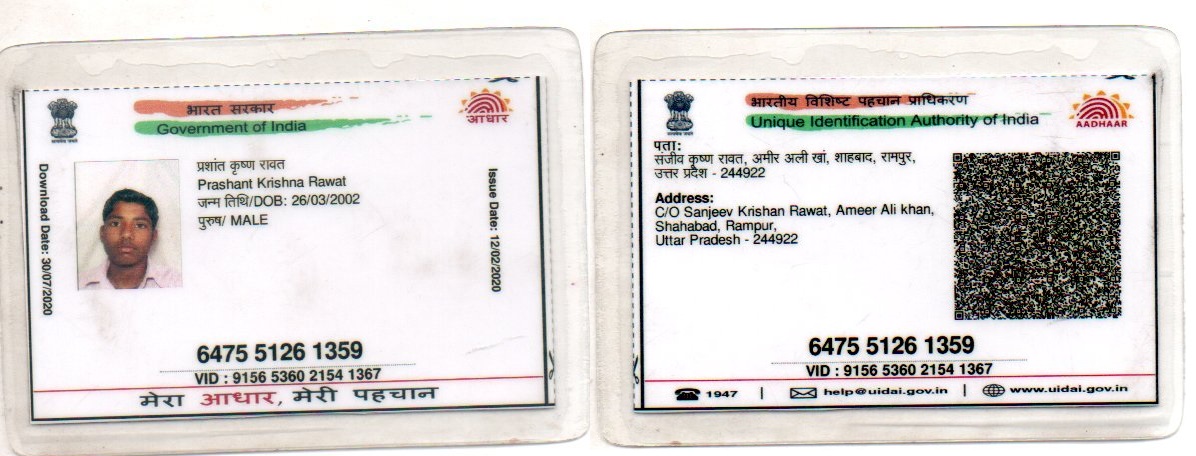 भारत सरकार
Government of India
आधार
Download Date: 30/07/2020
प्रशांत कृष्ण रावत
Prashant Krishna Rawat
जन्म तिथि/DOB: 26/03/2002
पुरुष/ MALE
Issue Date: 12/02/2020
6475 5126 1359
VID : 9156 5360 2154 1367
मेरा आधार, मेरी पहचान
भारतीय विशिष्ट पहचान प्राधिकरण
Unique Identification Authority of India
AADHAAR
पता:
संजीव कृष्ण रावत, अमीर अली खां, शाहबाद, रामपुर,
उत्तर प्रदेश - 244922
Address:
C/O Sanjeev Krishan Rawat, Ameer Ali khan,
Shahabad, Rampur,
Uttar Pradesh - 244922
6475 5126 1359
VID : 9156 5360 2154 1367
1947 | help@uidai.gov.in | www.uidai.gov.in